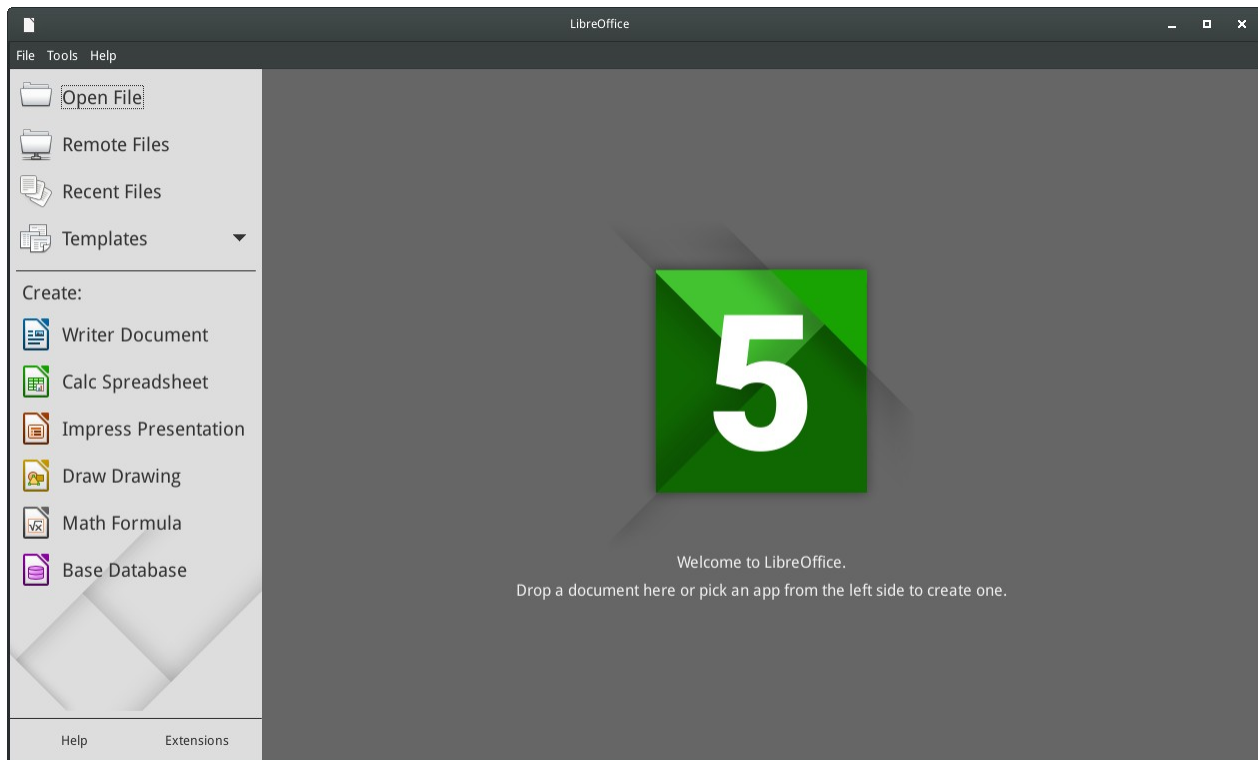 LibreOffice
File Tools Help
Open File
Remote Files
Recent Files
Templates
Create:
Writer Document
Calc Spreadsheet
Impress Presentation
Draw Drawing
Math Formula
Base Database
Help Extensions
5
Welcome to LibreOffice.
Drop a document here or pick an app from the left side to create one.